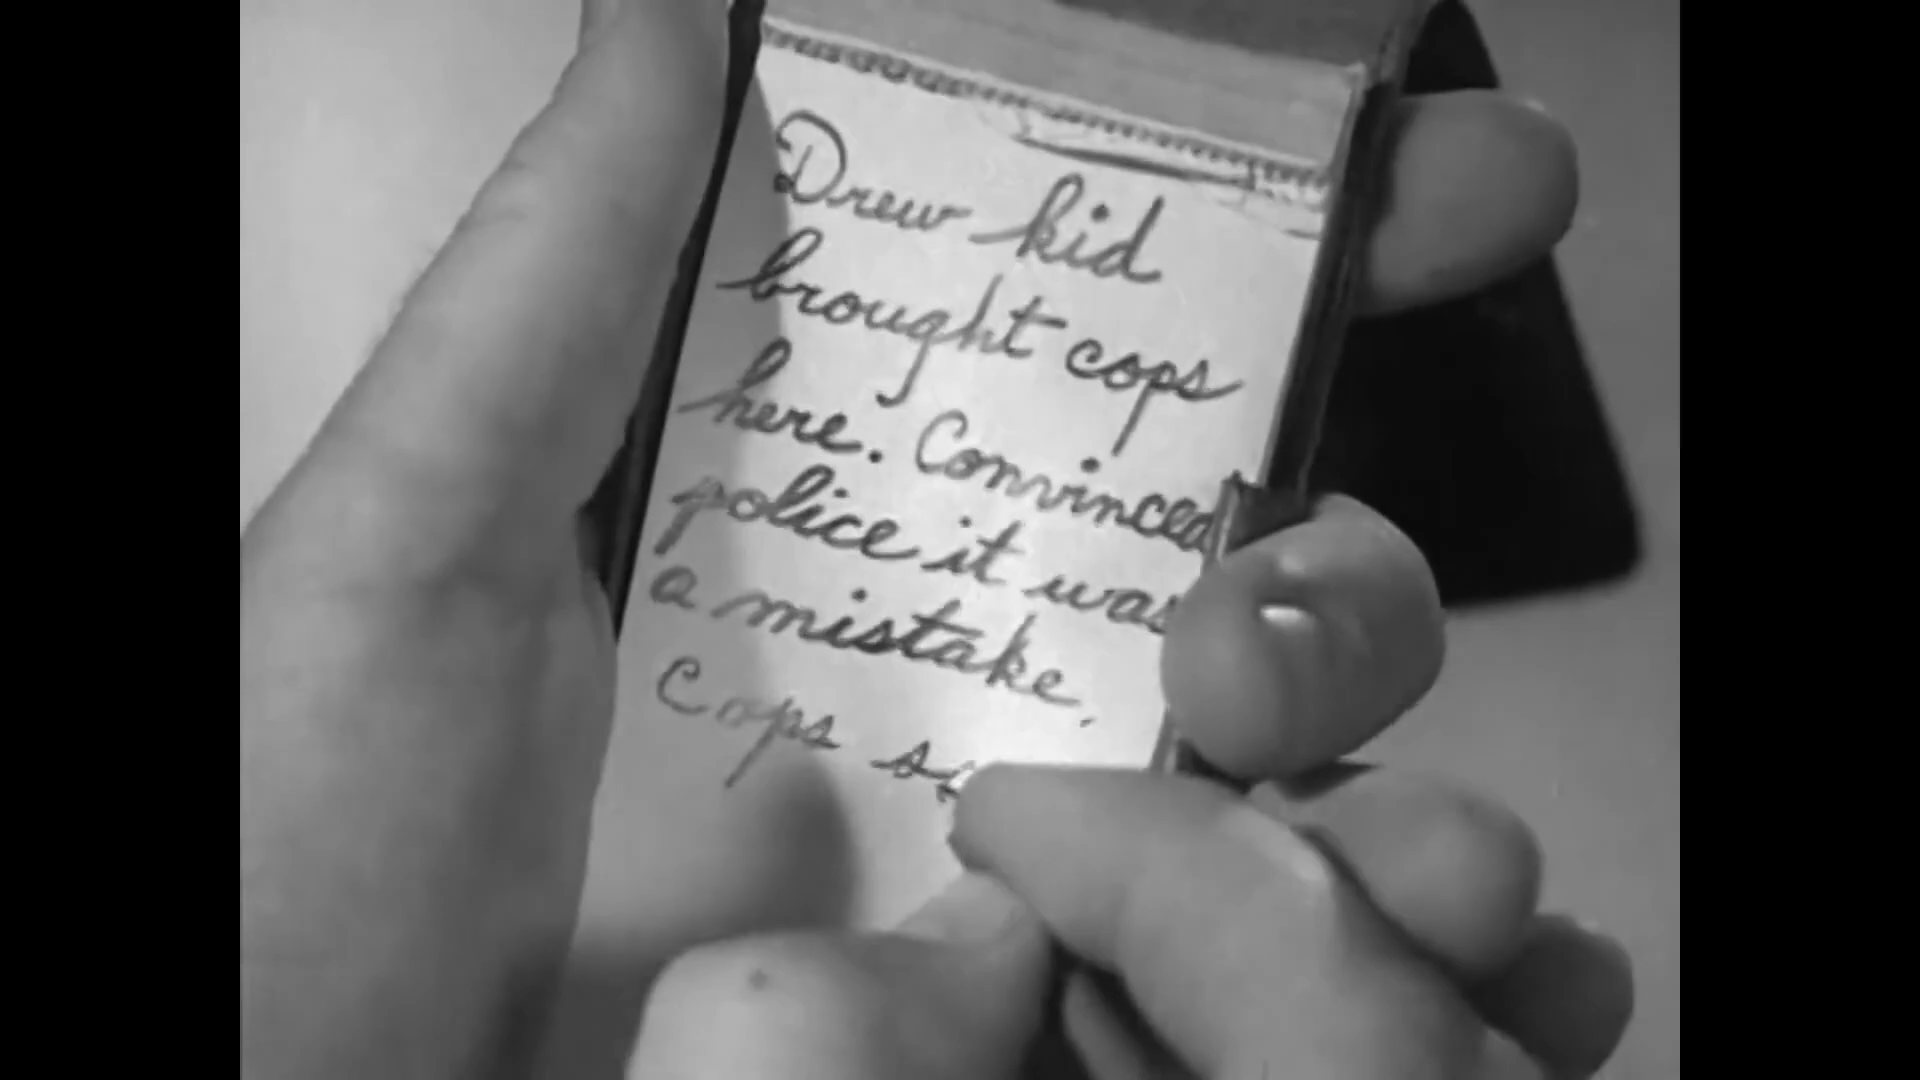 Drew kid
brought cops
here. Convinced
police it was
a mistake.
Cops